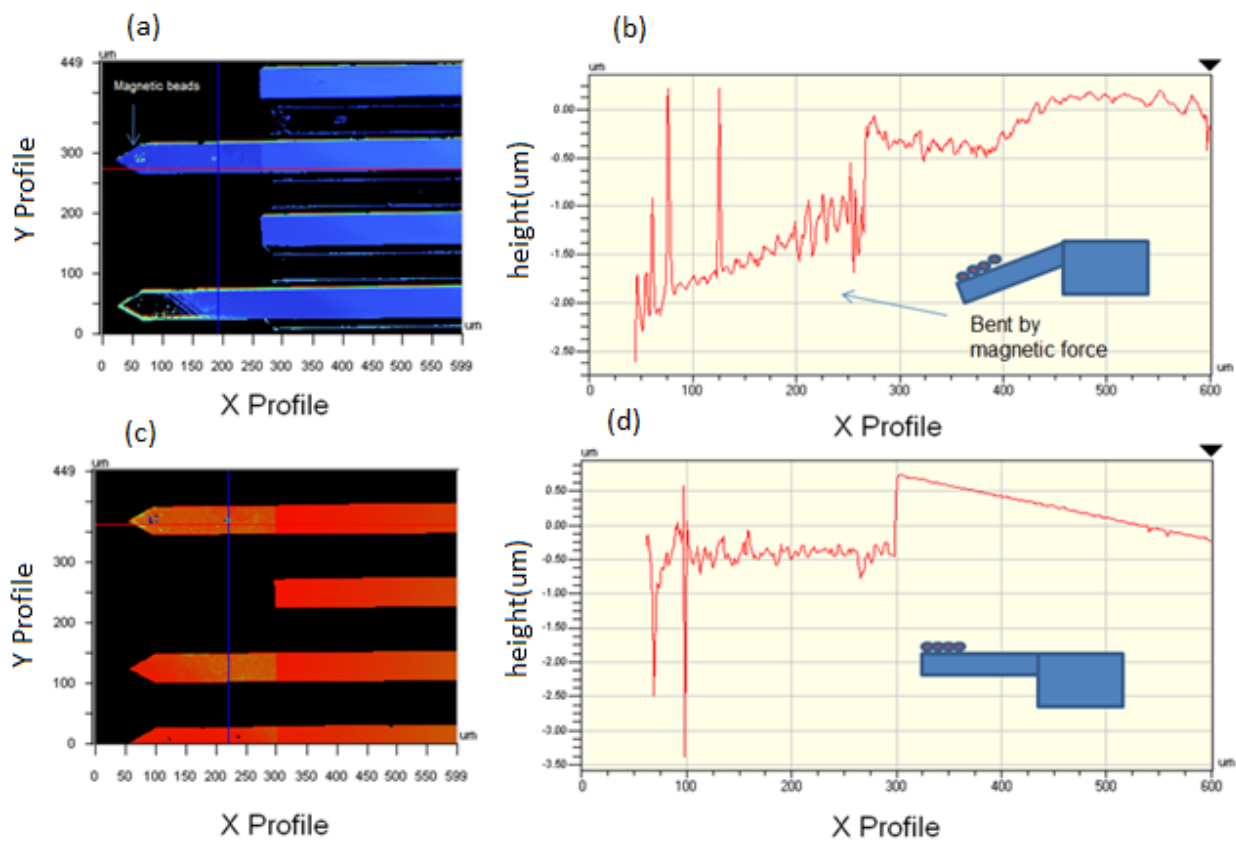 (a)
um
449
400
300
200
100
0
Y Profile
Magnetic beads
um
0 50 100 150 200 250 300 350 400 450 500 550 599
X Profile
(b)
um
0.00
-0.50
-1.00
-1.50
-2.00
-2.50
height(um)
Bent by
magnetic force
um
0 100 200 300 400 500 600
X Profile
(c)
um
449
400
300
200
100
0
Y Profile
um
0 50 100 150 200 250 300 350 400 450 500 550 599
X Profile
(d)
um
0.50
0.00
-0.50
-1.00
-1.50
-2.00
-2.50
-3.00
-3.50
height(um)
um
0 100 200 300 400 500 600
X Profile